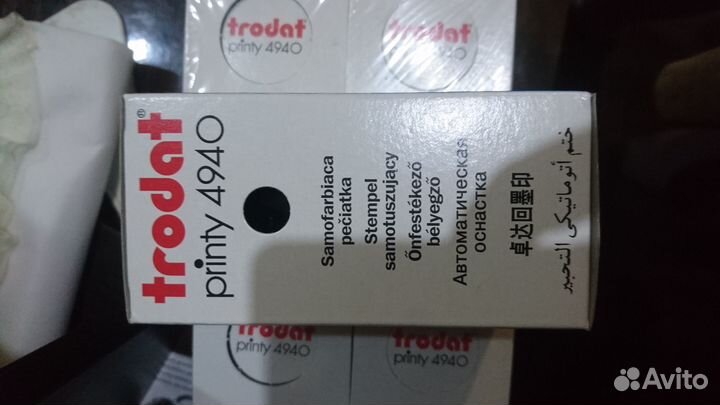 trodat
printy 4940
trodat
printy 4940
trodat®
printy 4940
Samofarbiaca
pečiatka
Stempel
samotuszujący
Önfestékező
bélyegző
Автоматическая
оснастка
卓达回墨印
ختم أتوماتيكي التحبير
trodat
printy 4940
trodat
printy 4940
Avito